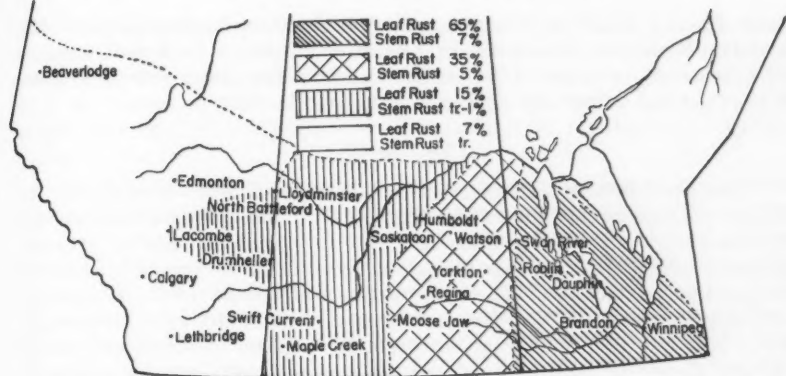 Leaf Rust 65%
Stem Rust 7%
Leaf Rust 35%
Stem Rust 5%
Leaf Rust 15%
Stem Rust tr-1%
Leaf Rust 7%
Stem Rust tr.
Beaverlodge
Edmonton
Lloydminster
North Battleford
Lacombe
Drumheller
Calgary
Lethbridge
Swift Current
Maple Creek
Saskatoon
Humboldt
Watson
Yorkton
Regina
Moose Jaw
Swan River
Roblin
Dauphin
Brandon
Winnipeg